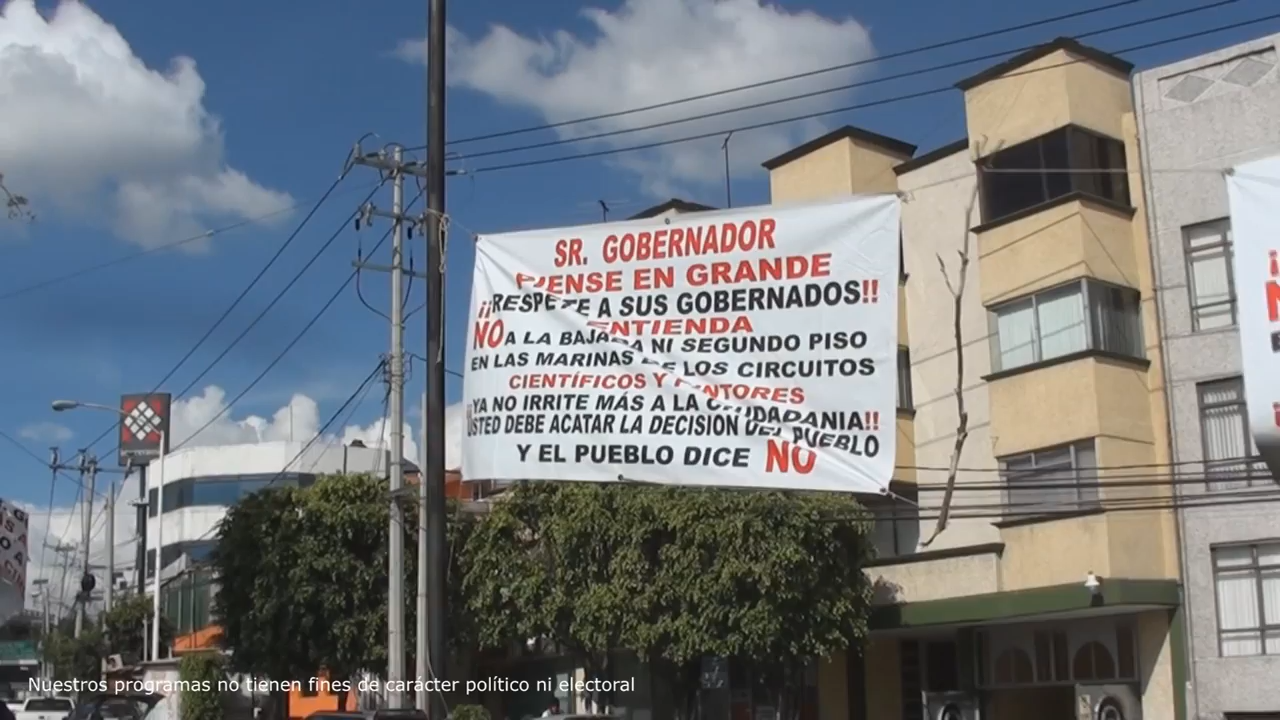 SR. GOBERNADOR
PIENSE EN GRANDE
¡¡RESPETE A SUS GOBERNADOS!!
ENTIENDA
NO A LA BAJADA NI SEGUNDO PISO
EN LAS MARINAS DE LOS CIRCUITOS
CIENTÍFICOS Y PINTORES
¡¡YA NO IRRITE MÁS A LA CIUDADANIA!!
USTED DEBE ACATAR LA DECISIÓN DEL PUEBLO
Y EL PUEBLO DICE NO
Nuestros programas no tienen fines de carácter político ni electoral